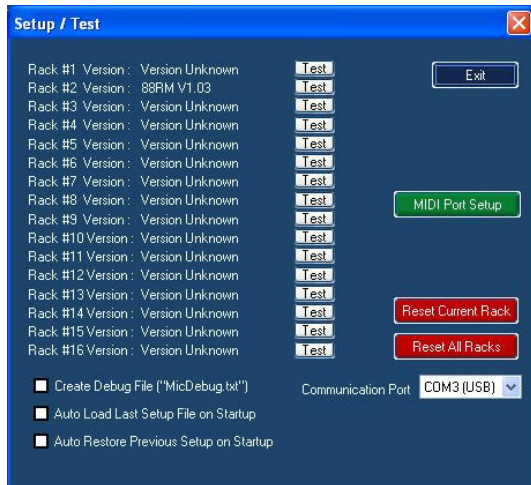 Setup / Test
Rack #1 Version : Version Unknown Test
Exit
Rack #2 Version : 88RM V1.03 Test
Rack #3 Version : Version Unknown Test
Rack #4 Version : Version Unknown Test
Rack #5 Version : Version Unknown Test
Rack #6 Version : Version Unknown Test
Rack #7 Version : Version Unknown Test
Rack #8 Version : Version Unknown Test
MIDI Port Setup
Rack #9 Version : Version Unknown Test
Rack #10 Version : Version Unknown Test
Rack #11 Version : Version Unknown Test
Rack #12 Version : Version Unknown Test
Rack #13 Version : Version Unknown Test
Rack #14 Version : Version Unknown Test
Reset Current Rack
Rack #15 Version : Version Unknown Test
Rack #16 Version : Version Unknown Test
Reset All Racks
Create Debug File ("MicDebug.txt")
Communication Port COM3 (USB)
Auto Load Last Setup File on Startup
Auto Restore Previous Setup on Startup